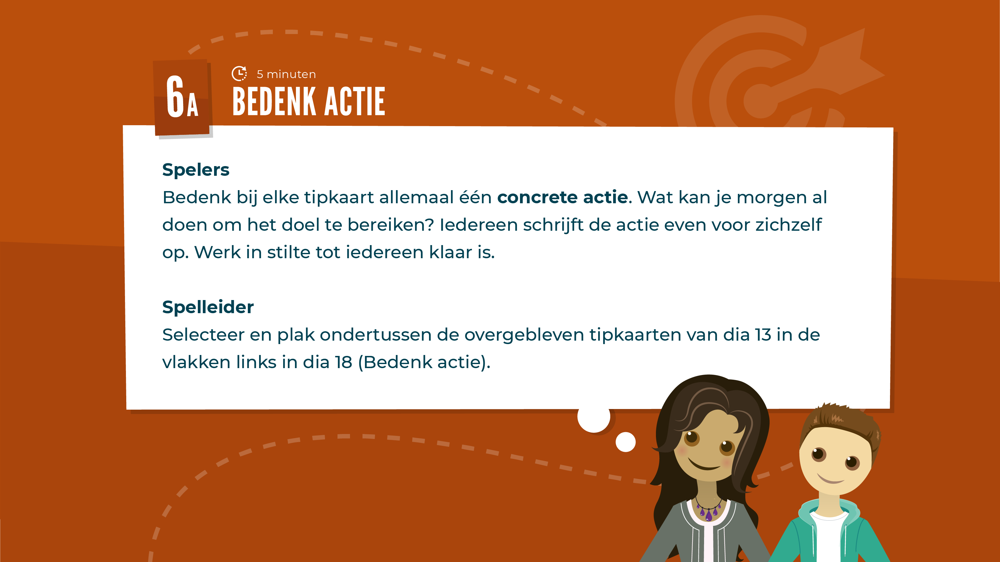 6A
5 minuten
BEDENK ACTIE
Spelers
Bedenk bij elke tipkaart allemaal één concrete actie. Wat kan je morgen al
doen om het doel te bereiken? Iedereen schrijft de actie even voor zichzelf
op. Werk in stilte tot iedereen klaar is.
Spelleider
Selecteer en plak ondertussen de overgebleven tipkaarten van dia 13 in de
vlakken links in dia 18 (Bedenk actie).